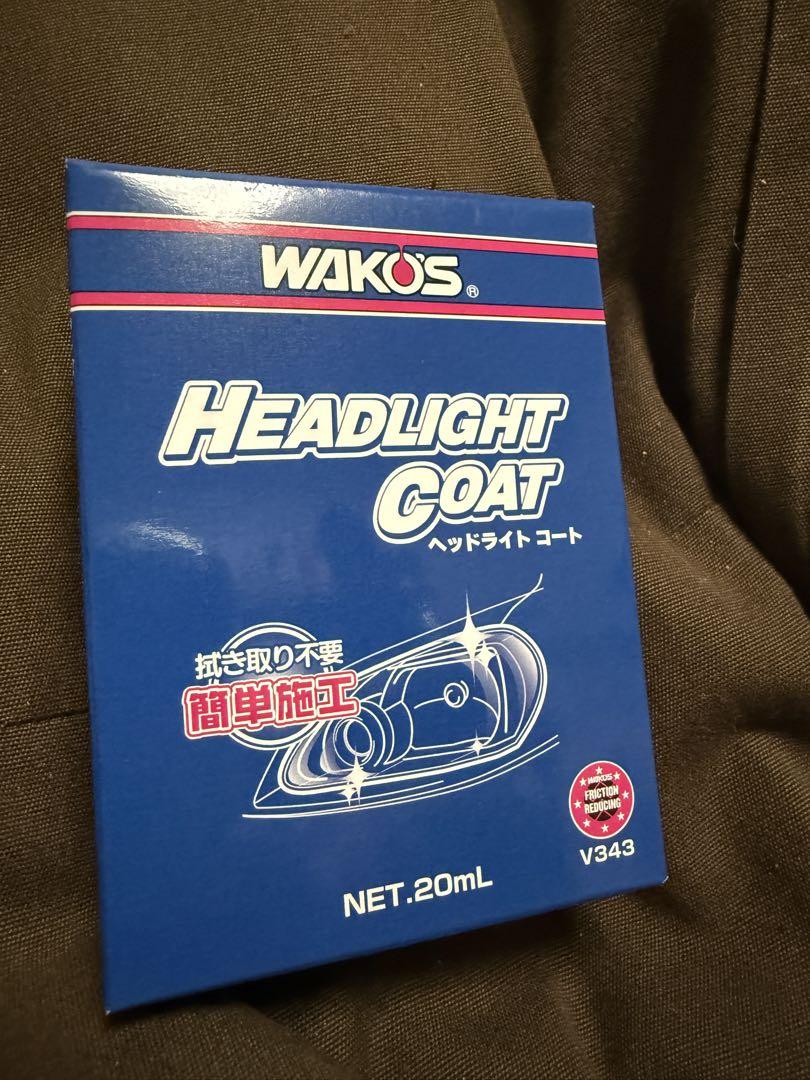 WAKO'S ®
HEADLIGHT
COAT
ヘッドライト コート
拭き取り不要
簡単施工
WAKO'S
FRICTION
REDUCING
V343
NET.20mL